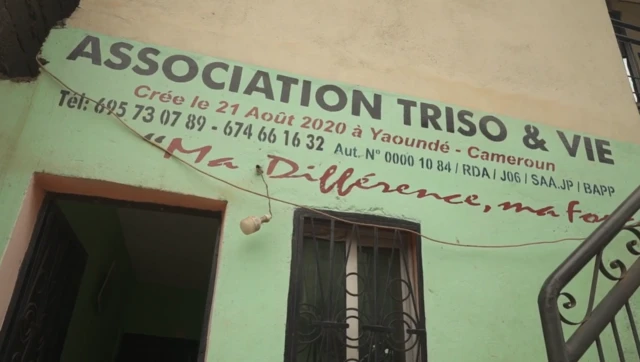 ASSOCIATION TRISO & VIE
Crée le 21 Août 2020 à Yaoundé - Cameroun
Tél: 695 73 07 89 - 674 66 16 32 Aut. N° 0000 10 84 / RDA / J06 / SAA.JP / BAPP
"Ma Différence, ma